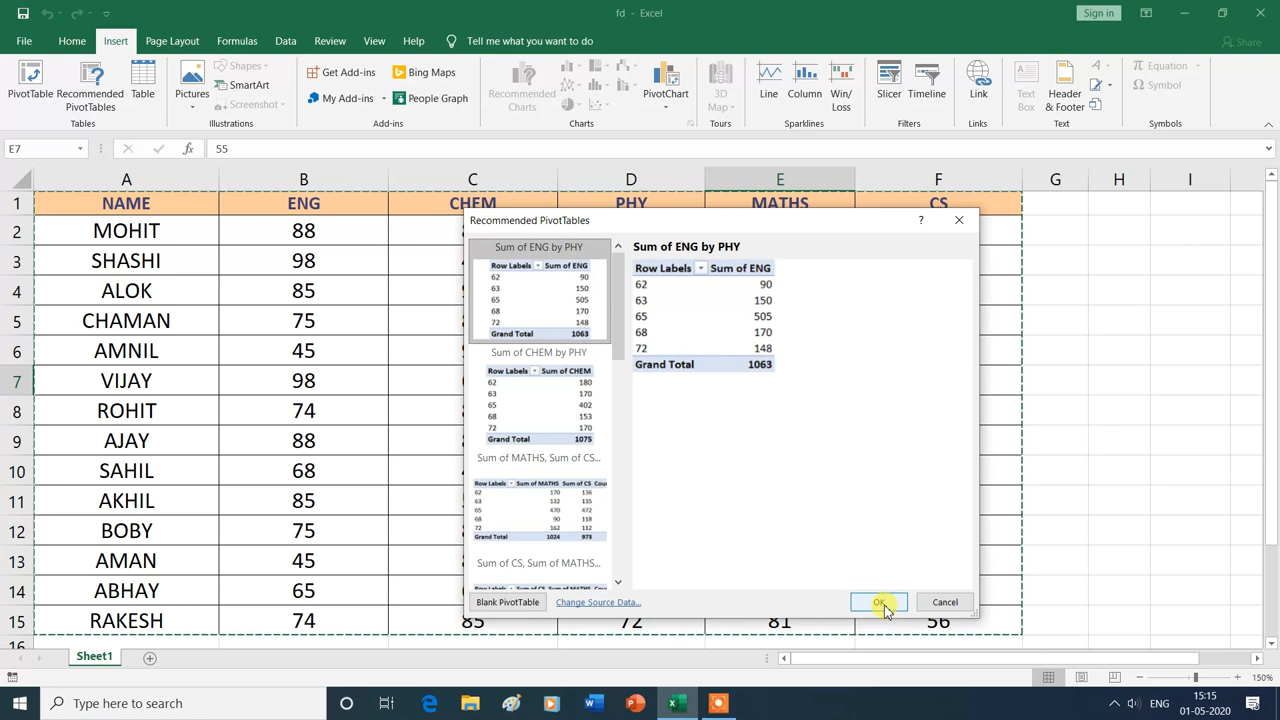 fd - Excel
Sign in
File Home Insert Page Layout Formulas Data Review View Help Tell me what you want to do Share
PivotTable
Recommended PivotTables
Table
Tables
Pictures
Shapes
SmartArt
Screenshot
Illustrations
Get Add-ins
My Add-ins
Bing Maps
People Graph
Add-ins
Recommended Charts
PivotChart
Charts
3D Map
Tours
Line
Column
Win/ Loss
Sparklines
Slicer
Timeline
Filters
Link
Links
Text Box
Header & Footer
Text
Equation
Symbol
Symbols
E7 fx 55
A B C D E F G H I
1 NAME ENG CHEM PHY MATHS CS
2 MOHIT 88
3 SHASHI 98
4 ALOK 85
5 CHAMAN 75
6 AMNIL 45
7 VIJAY 98
8 ROHIT 74
9 AJAY 88
10 SAHIL 68
11 AKHIL 85
12 BOBY 75
13 AMAN 45
14 ABHAY 65
15 RAKESH 74 85 72 81 56
16
Recommended PivotTables ?
Sum of ENG by PHY
Row Labels Sum of ENG
62 90
63 150
65 505
68 170
72 148
Grand Total 1063
Sum of CHEM by PHY
Row Labels Sum of CHEM
62 180
63 170
65 402
68 153
72 170
Grand Total 1075
Sum of MATHS, Sum of CS...
Row Labels Sum of MATHS Sum of CS Cou
62 170 136
63 132 135
65 470 472
68 90 118
72 162 112
Grand Total 1024 973
Sum of CS, Sum of MATHS...
Sum of ENG by PHY
Row Labels Sum of ENG
62 90
63 150
65 505
68 170
72 148
Grand Total 1063
Blank PivotTable Change Source Data... OK Cancel
Sheet1
150%
Type here to search
ENG
15:15
01-05-2020